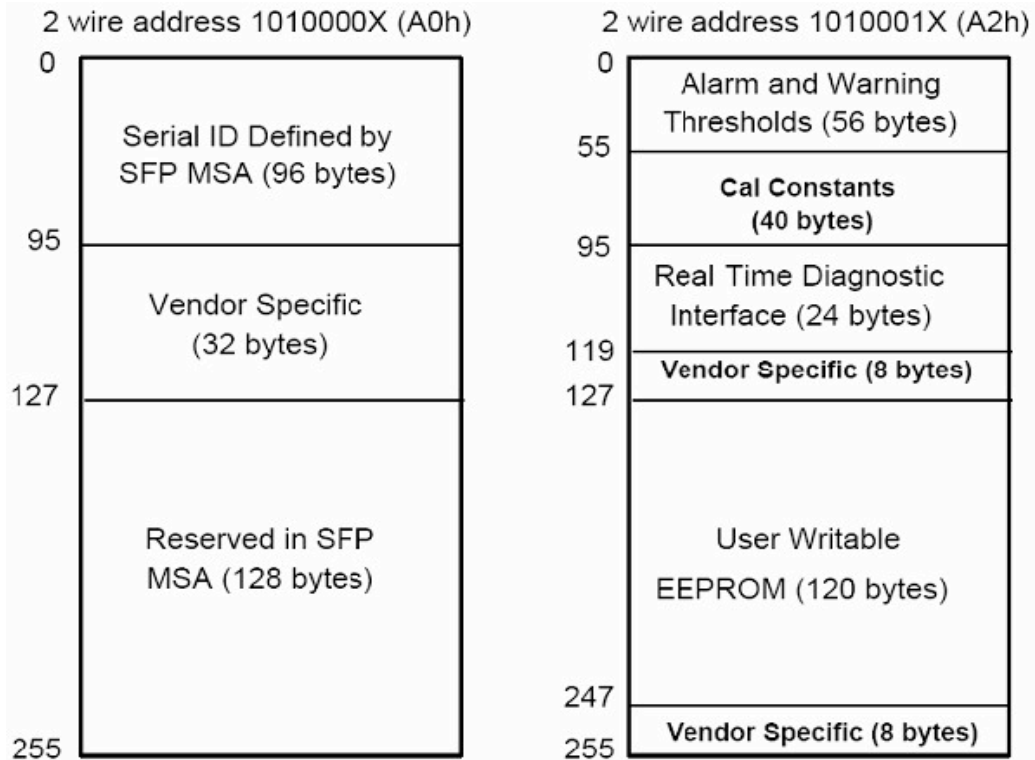 2 wire address 1010000X (A0h)
0
Serial ID Defined by
SFP MSA (96 bytes)
95
Vendor Specific
(32 bytes)
127
Reserved in SFP
MSA (128 bytes)
255
2 wire address 1010001X (A2h)
0
Alarm and Warning
Thresholds (56 bytes)
55
Cal Constants
(40 bytes)
95
Real Time Diagnostic
Interface (24 bytes)
119
Vendor Specific (8 bytes)
127
User Writable
EEPROM (120 bytes)
247
Vendor Specific (8 bytes)
255